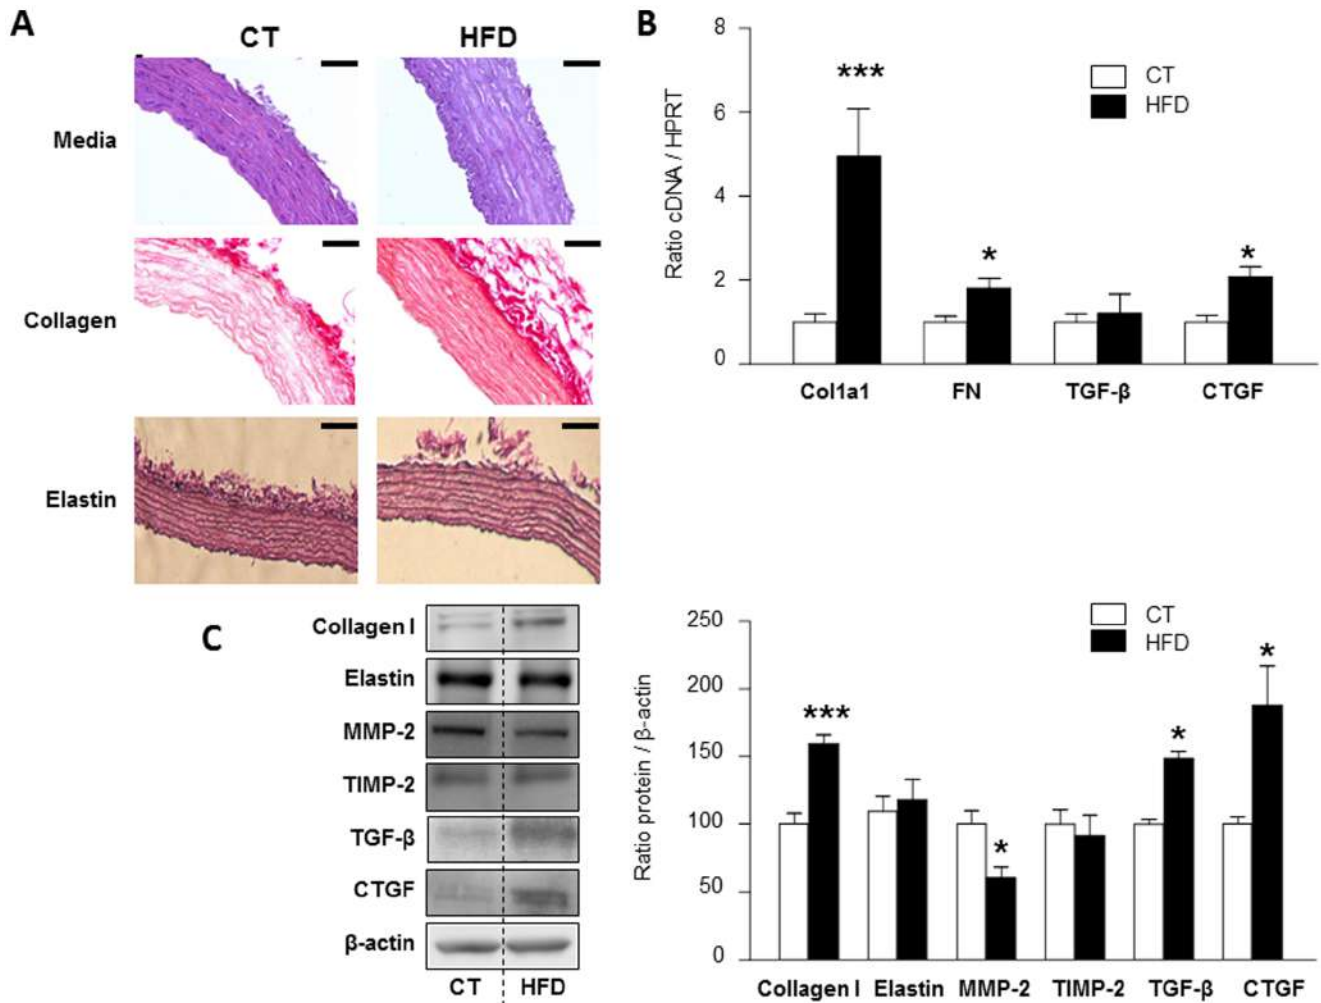 A
CT
HFD
Media
Collagen
Elastin
B
8
6
4
2
0
Ratio cDNA / HPRT
CT
HFD
***
*
*
Col1a1 FN TGF-β CTGF
C
Collagen I
Elastin
MMP-2
TIMP-2
TGF-β
CTGF
β-actin
CT HFD
250
200
150
100
50
0
Ratio protein / β-actin
CT
HFD
***
*
*
*
Collagen I Elastin MMP-2 TIMP-2 TGF-β CTGF